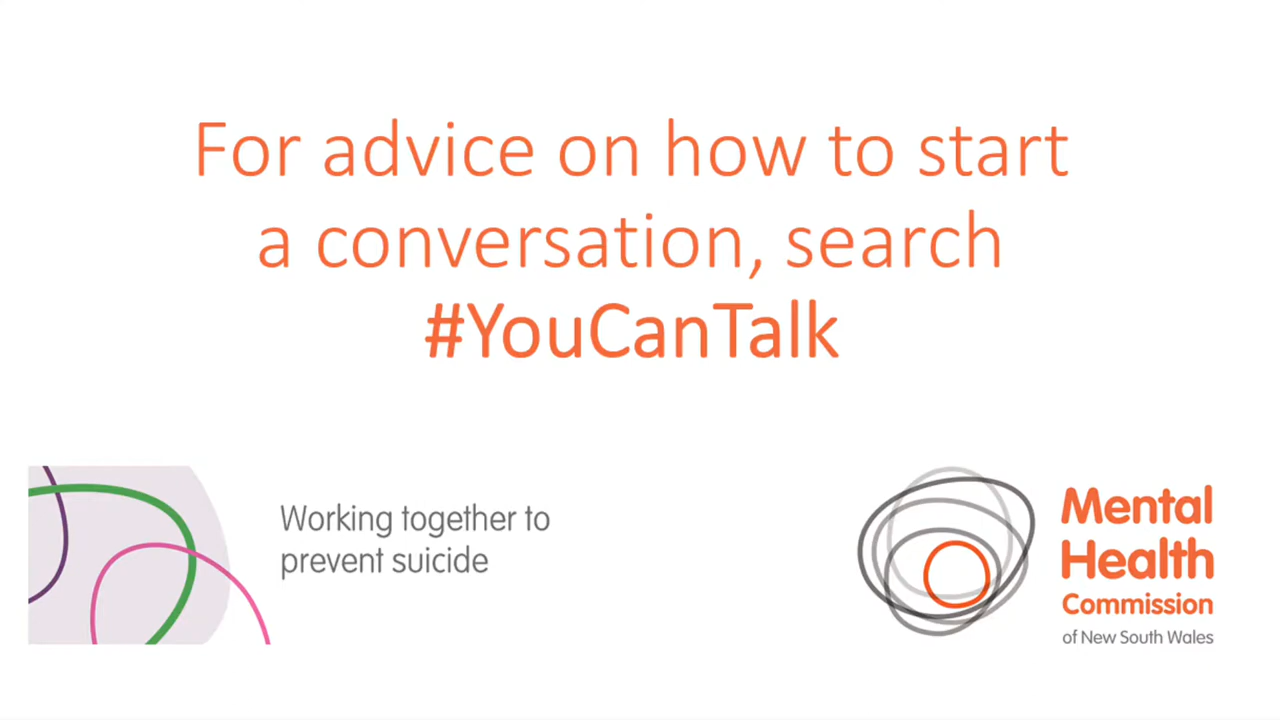 For advice on how to start
a conversation, search
#YouCanTalk
Working together to
prevent suicide
Mental
Health
Commission
of New South Wales